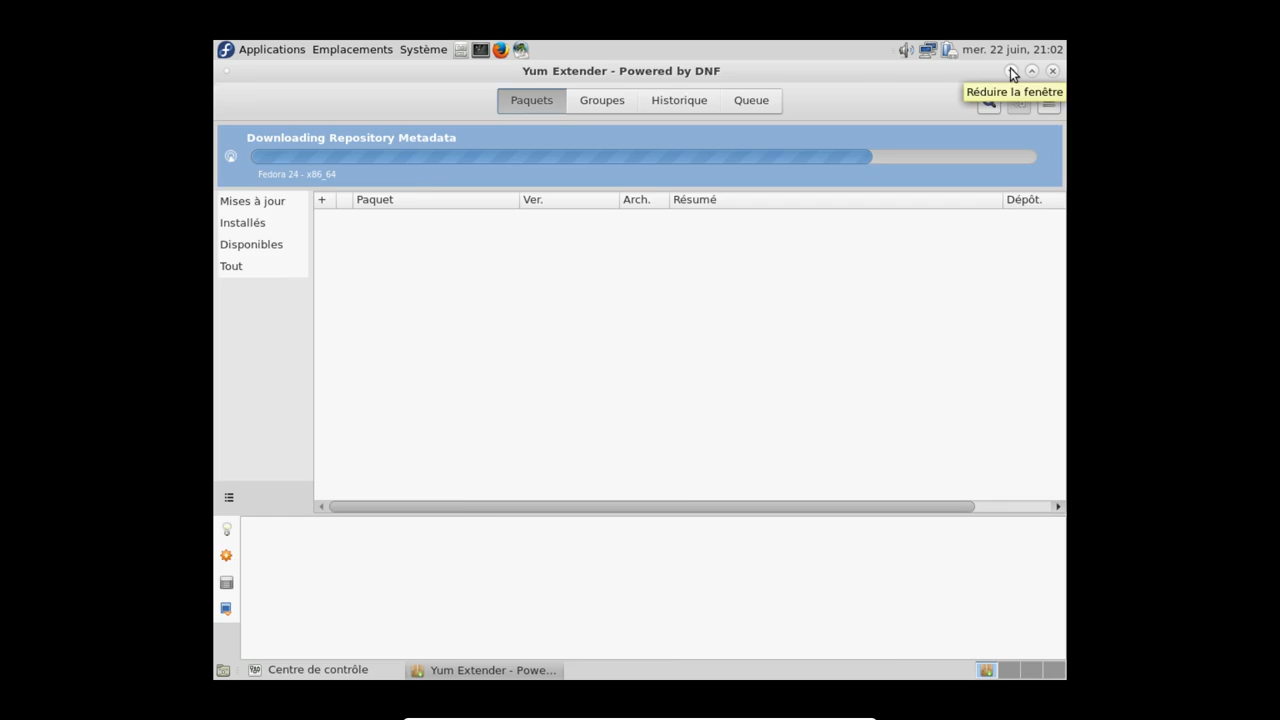 Applications Emplacements Système mer. 22 juin, 21:02
Yum Extender - Powered by DNF
Réduire la fenêtre
Paquets Groupes Historique Queue
Downloading Repository Metadata
Fedora 24 - x86_64
Mises à jour
Installés
Disponibles
Tout
+ Paquet Ver. Arch. Résumé Dépôt.
Centre de contrôle Yum Extender - Powe...